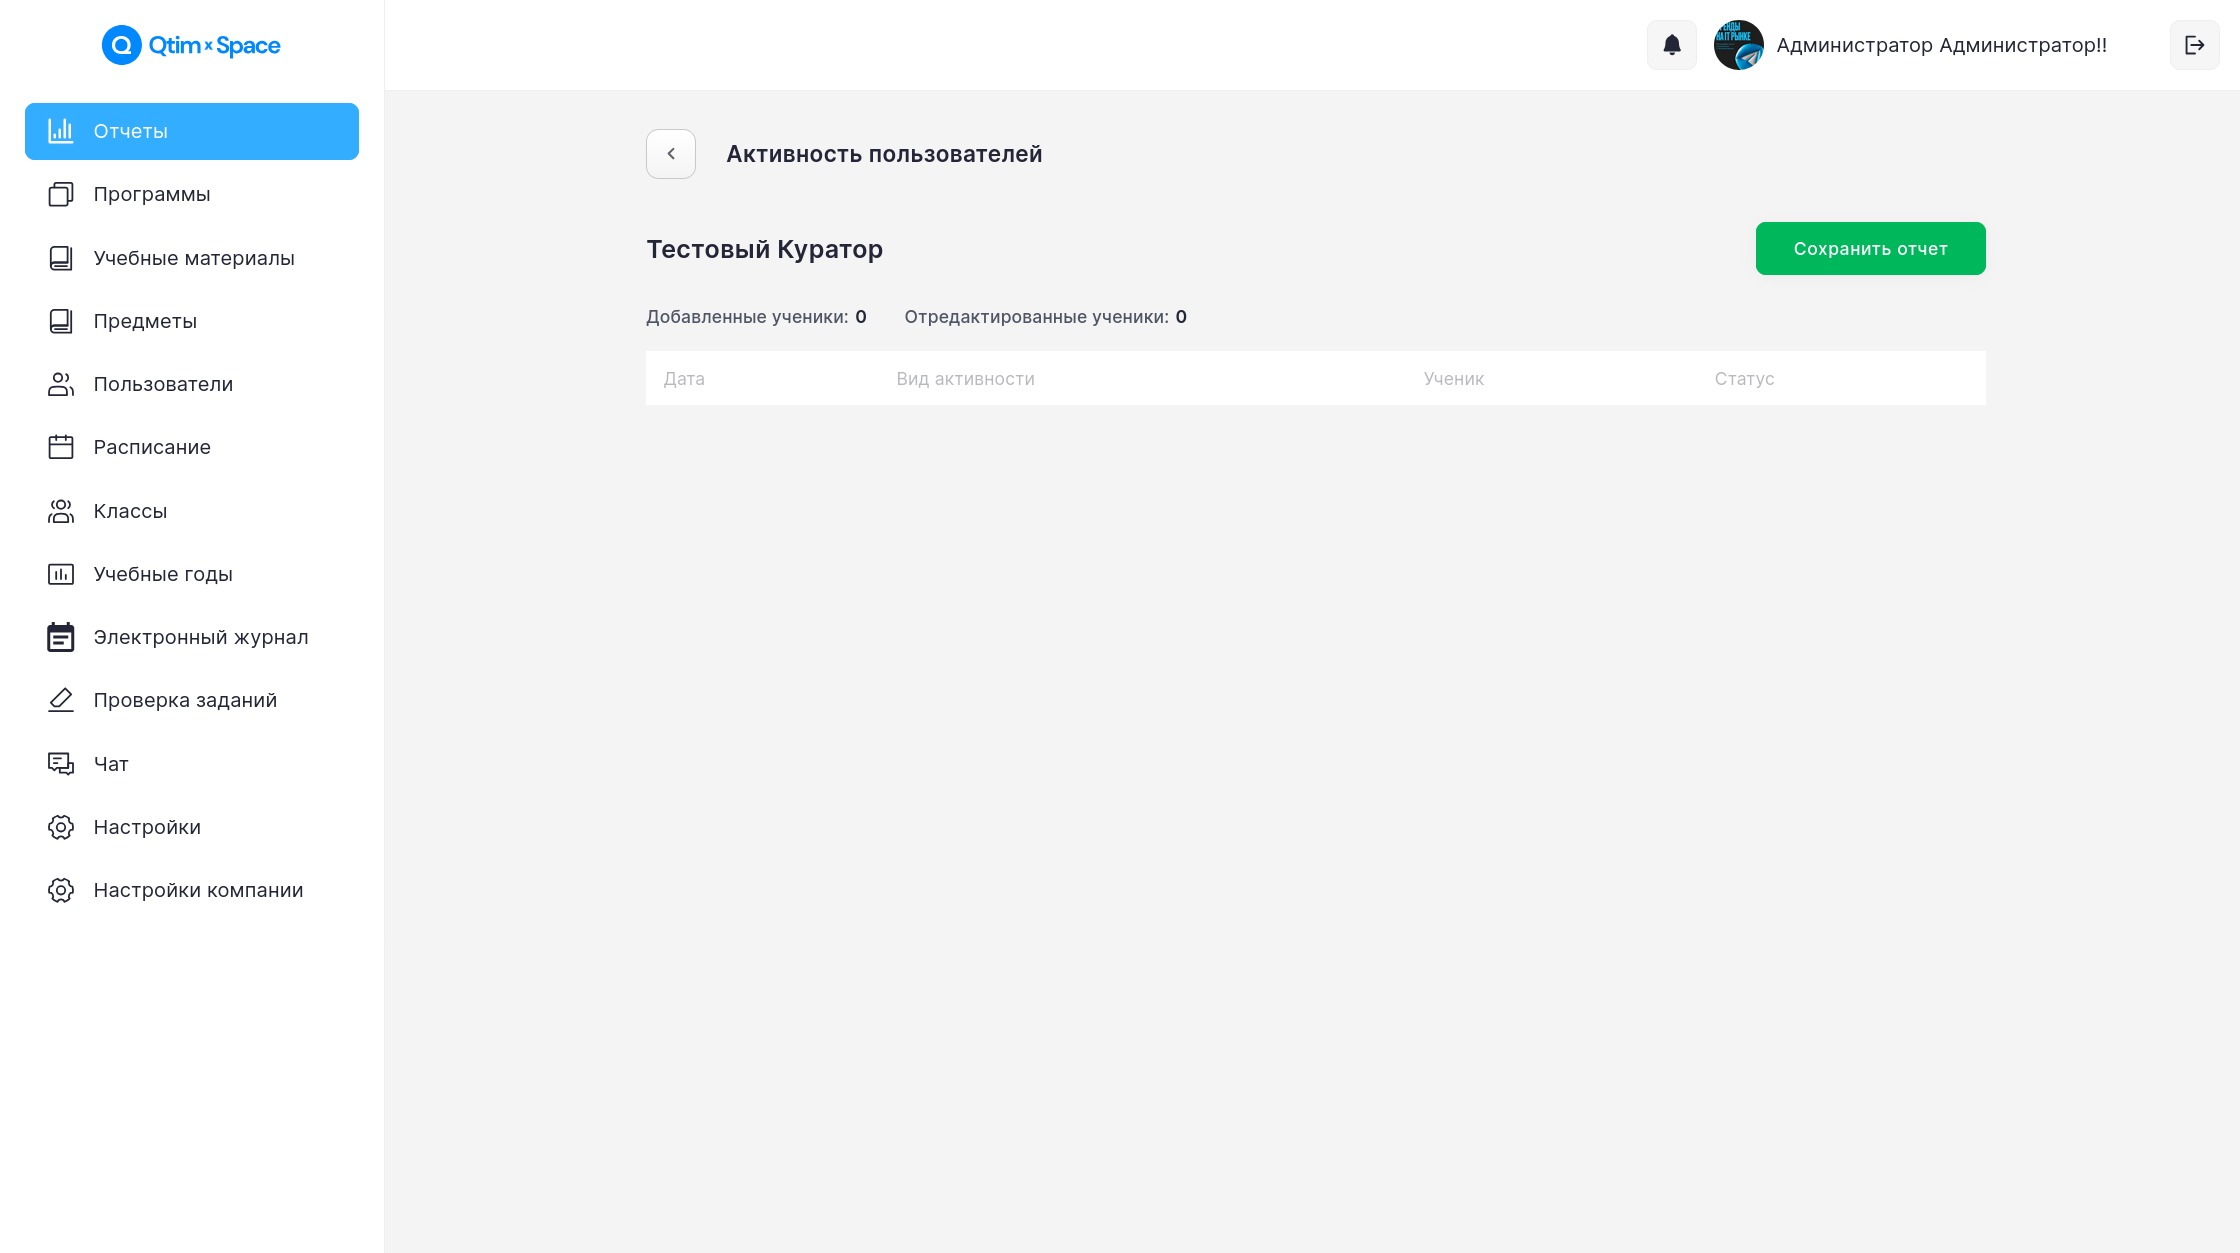 Qtim x Space
Администратор Администратор!!
Отчеты
Программы
Учебные материалы
Предметы
Пользователи
Расписание
Классы
Учебные годы
Электронный журнал
Проверка заданий
Чат
Настройки
Настройки компании
Активность пользователей
Тестовый Куратор
Сохранить отчет
Добавленные ученики: 0 Отредактированные ученики: 0
Дата Вид активности Ученик Статус